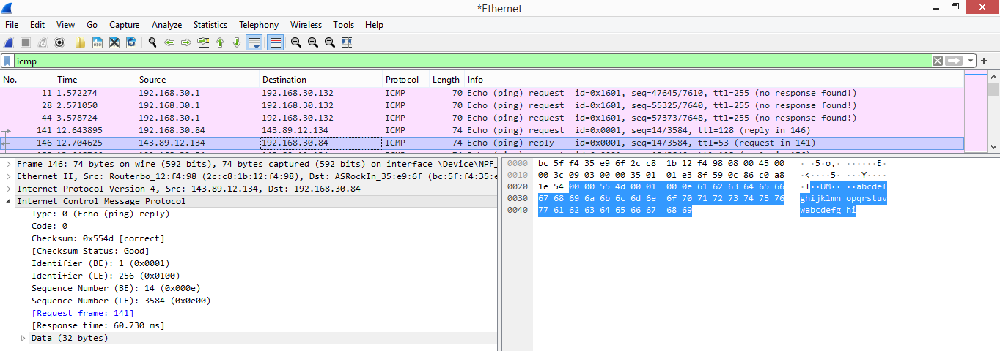 *Ethernet
File Edit View Go Capture Analyze Statistics Telephony Wireless Tools Help
icmp
No. Time Source Destination Protocol Length Info
11 1.572274 192.168.30.1 192.168.30.132 ICMP 70 Echo (ping) request id=0x1601, seq=47645/7610, ttl=255 (no response found!)
28 2.571050 192.168.30.1 192.168.30.132 ICMP 70 Echo (ping) request id=0x1601, seq=55325/7640, ttl=255 (no response found!)
44 3.578724 192.168.30.1 192.168.30.132 ICMP 70 Echo (ping) request id=0x1601, seq=57373/7648, ttl=255 (no response found!)
141 12.643895 192.168.30.84 143.89.12.134 ICMP 74 Echo (ping) request id=0x0001, seq=14/3584, ttl=128 (reply in 146)
146 12.704625 143.89.12.134 192.168.30.84 ICMP 74 Echo (ping) reply id=0x0001, seq=14/3584, ttl=53 (request in 141)
Frame 146: 74 bytes on wire (592 bits), 74 bytes captured (592 bits) on interface \Device\NPF_
Ethernet II, Src: Routerbo_12:f4:98 (2c:c8:1b:12:f4:98), Dst: ASRockIn_35:e9:6f (bc:5f:f4:35:e
Internet Protocol Version 4, Src: 143.89.12.134, Dst: 192.168.30.84
Internet Control Message Protocol
Type: 0 (Echo (ping) reply)
Code: 0
Checksum: 0x554d [correct]
[Checksum Status: Good]
Identifier (BE): 1 (0x0001)
Identifier (LE): 256 (0x0100)
Sequence Number (BE): 14 (0x000e)
Sequence Number (LE): 3584 (0x0e00)
[Request frame: 141]
[Response time: 60.730 ms]
Data (32 bytes)
0000 bc 5f f4 35 e9 6f 2c c8 1b 12 f4 98 08 00 45 00 ·_·5·o,· ······E·
0010 00 3c 09 03 00 00 35 01 01 e3 8f 59 0c 86 c0 a8 ·<····5· ···Y····
0020 1e 54 00 00 55 4d 00 01 00 0e 61 62 63 64 65 66 ·T··UM·· ··abcdef
0030 67 68 69 6a 6b 6c 6d 6e 6f 70 71 72 73 74 75 76 ghijklmn opqrstuv
0040 77 61 62 63 64 65 66 67 68 69 wabcdefg hi